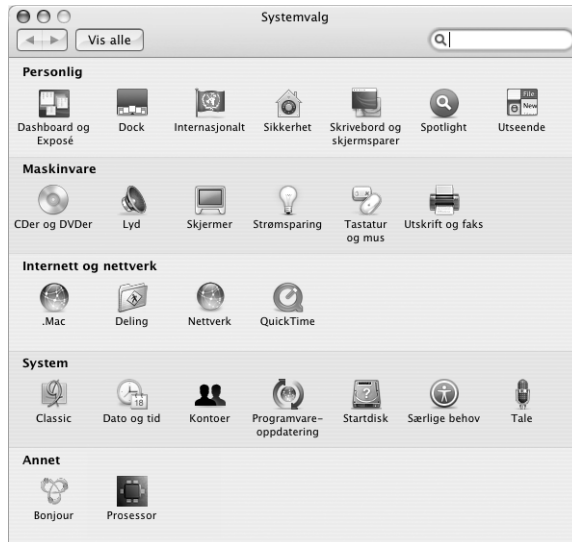 Systemvalg
Vis alle
Personlig
Dashboard og Exposé
Dock
Internasjonalt
Sikkerhet
Skrivebord og skjermsparer
Spotlight
File
New
Utseende
Maskinvare
CDer og DVDer
Lyd
Skjermer
Strømsparing
Tastatur og mus
Utskrift og faks
Internett og nettverk
.Mac
Deling
Nettverk
QuickTime
System
Classic
18
Dato og tid
Kontoer
Programvare-
oppdatering
?
Startdisk
Særlige behov
Tale
Annet
Bonjour
Prosessor